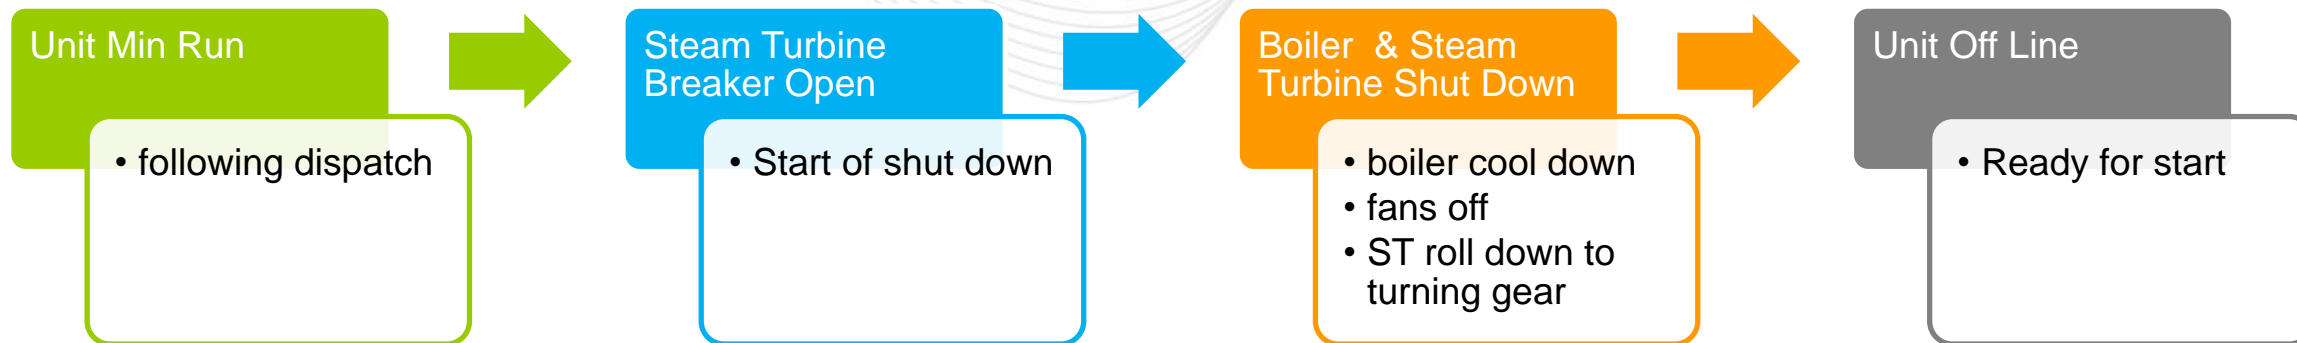 Unit Min Run
• following dispatch
Steam Turbine
Breaker Open
• Start of shut down
Boiler & Steam
Turbine Shut Down
• boiler cool down
• fans off
• ST roll down to
turning gear
Unit Off Line
• Ready for start